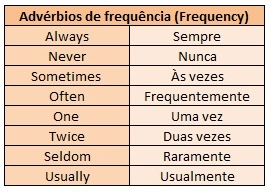 Advérbios de frequência (Frequency)
Always Sempre
Never Nunca
Sometimes Às vezes
Often Frequentemente
One Uma vez
Twice Duas vezes
Seldom Raramente
Usually Usualmente